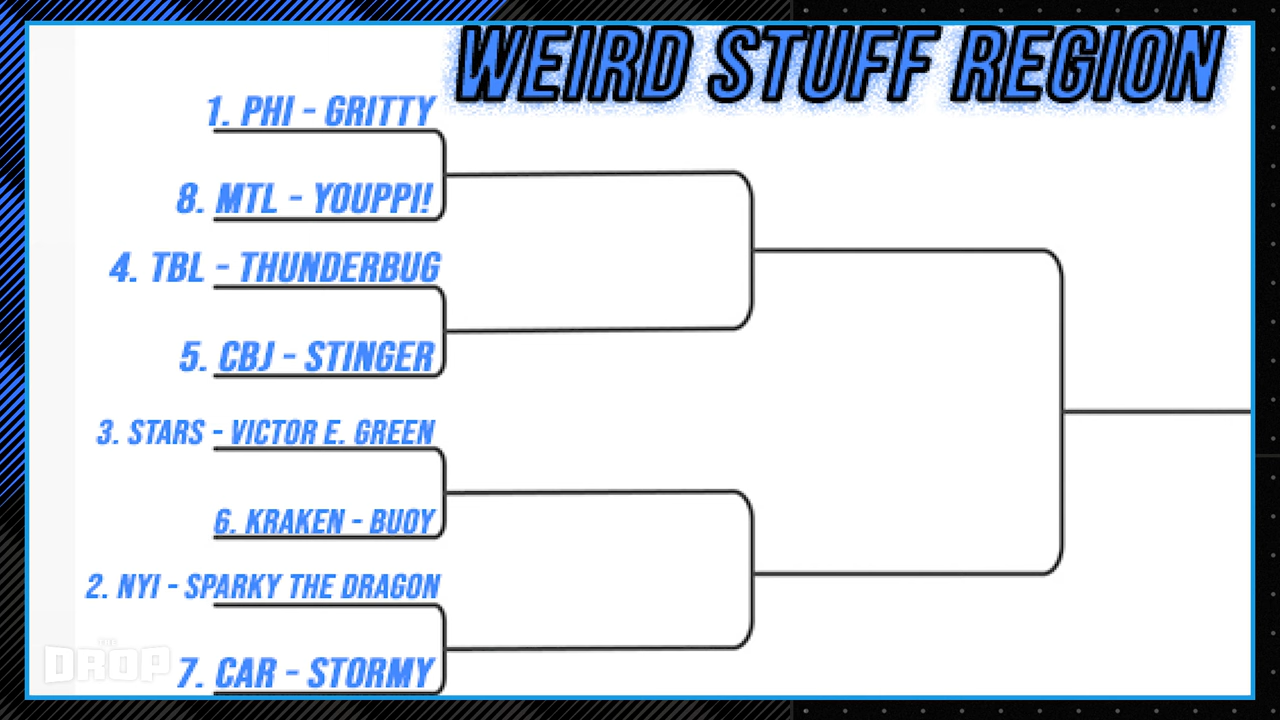 WEIRD STUFF REGION
1. PHI - GRITTY
8. MTL - YOUPPI!
4. TBL - THUNDERBUG
5. CBJ - STINGER
3. STARS - VICTOR E. GREEN
6. KRAKEN - BUOY
2. NYI - SPARKY THE DRAGON
7. CAR - STORMY
THE
DROP